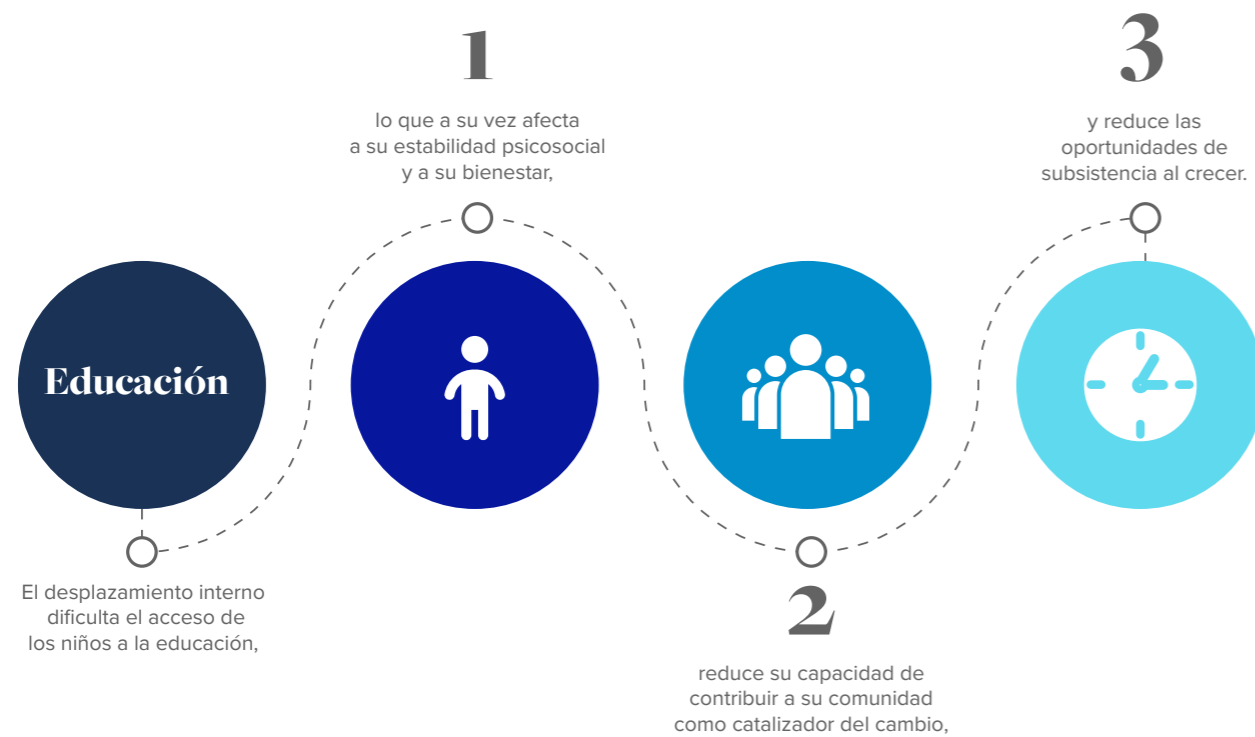 Educación
El desplazamiento interno
dificulta el acceso de
los niños a la educación,
1
lo que a su vez afecta
a su estabilidad psicosocial
y a su bienestar,
2
reduce su capacidad de
contribuir a su comunidad
como catalizador del cambio,
3
y reduce las
oportunidades de
subsistencia al crecer.